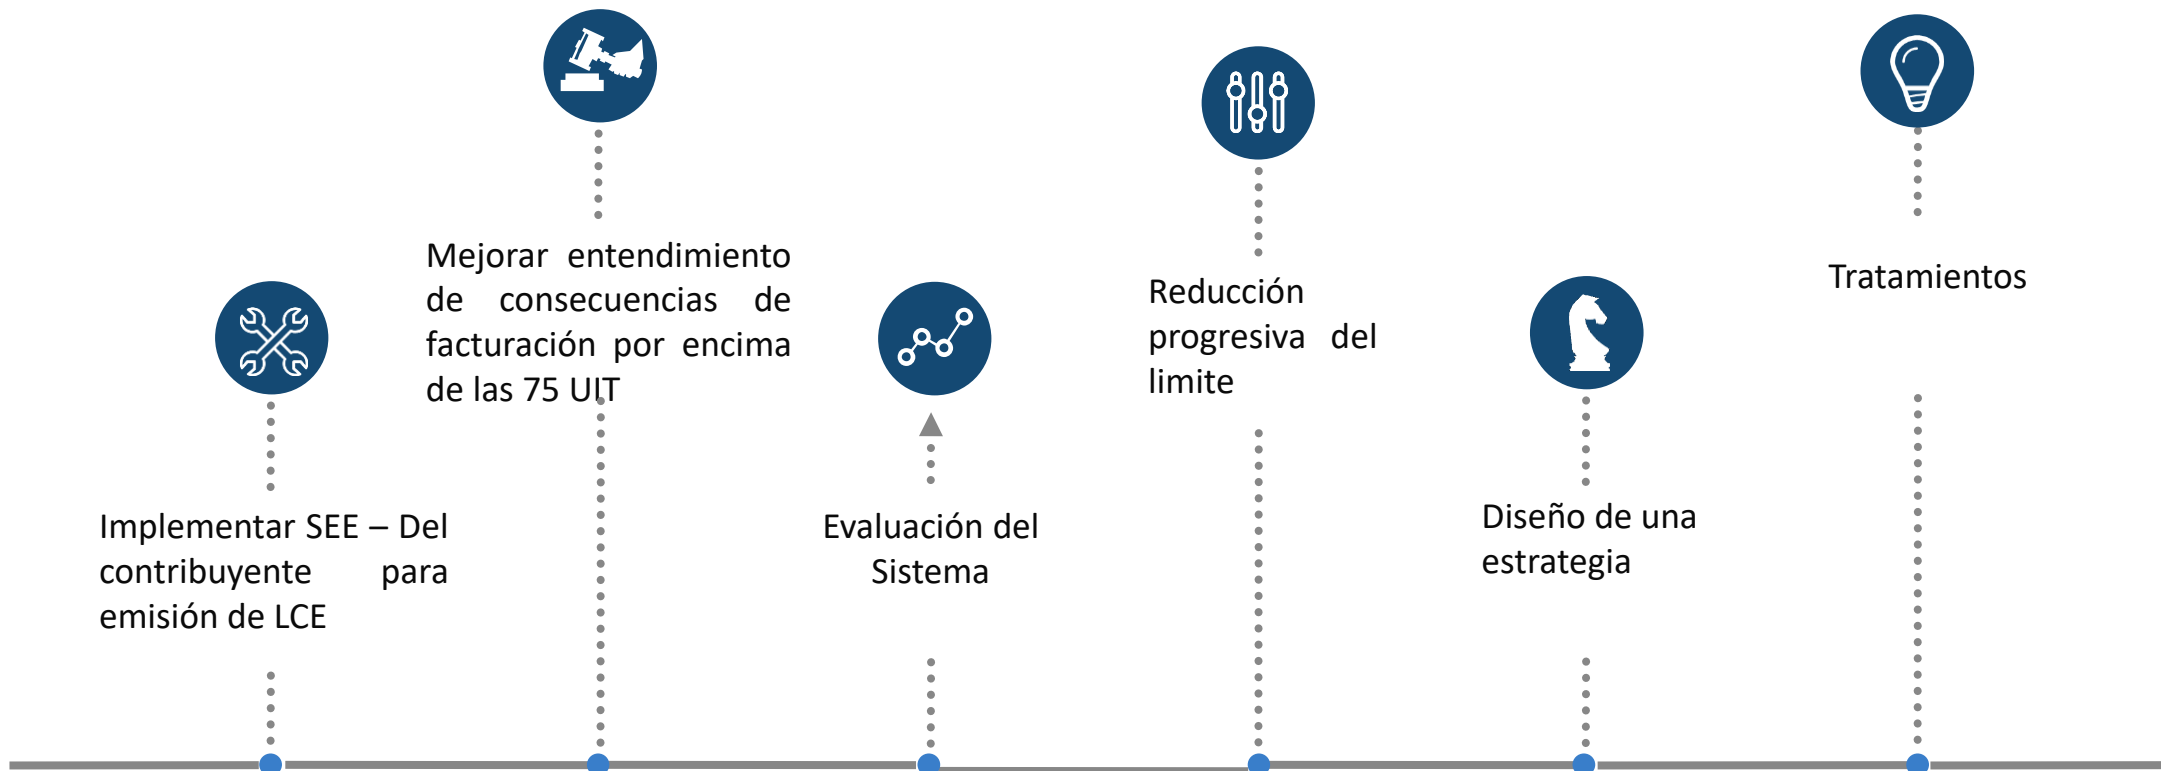 Implementar SEE – Del
contribuyente para
emisión de LCE
Mejorar entendimiento
de consecuencias de
facturación por encima
de las 75 UIT
Evaluación del
Sistema
Reducción
progresiva del
limite
Diseño de una
estrategia
Tratamientos